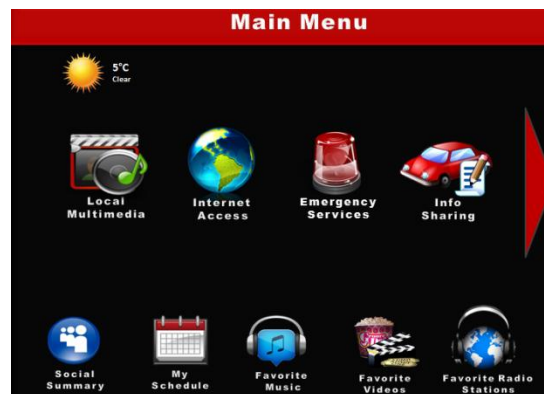 Main Menu
5°C
Clear
Local
Multimedia
Internet
Access
Emergency
Services
Info
Sharing
Social
Summary
My
Schedule
Favorite
Music
Favorite
Videos
Favorite Radio
Stations